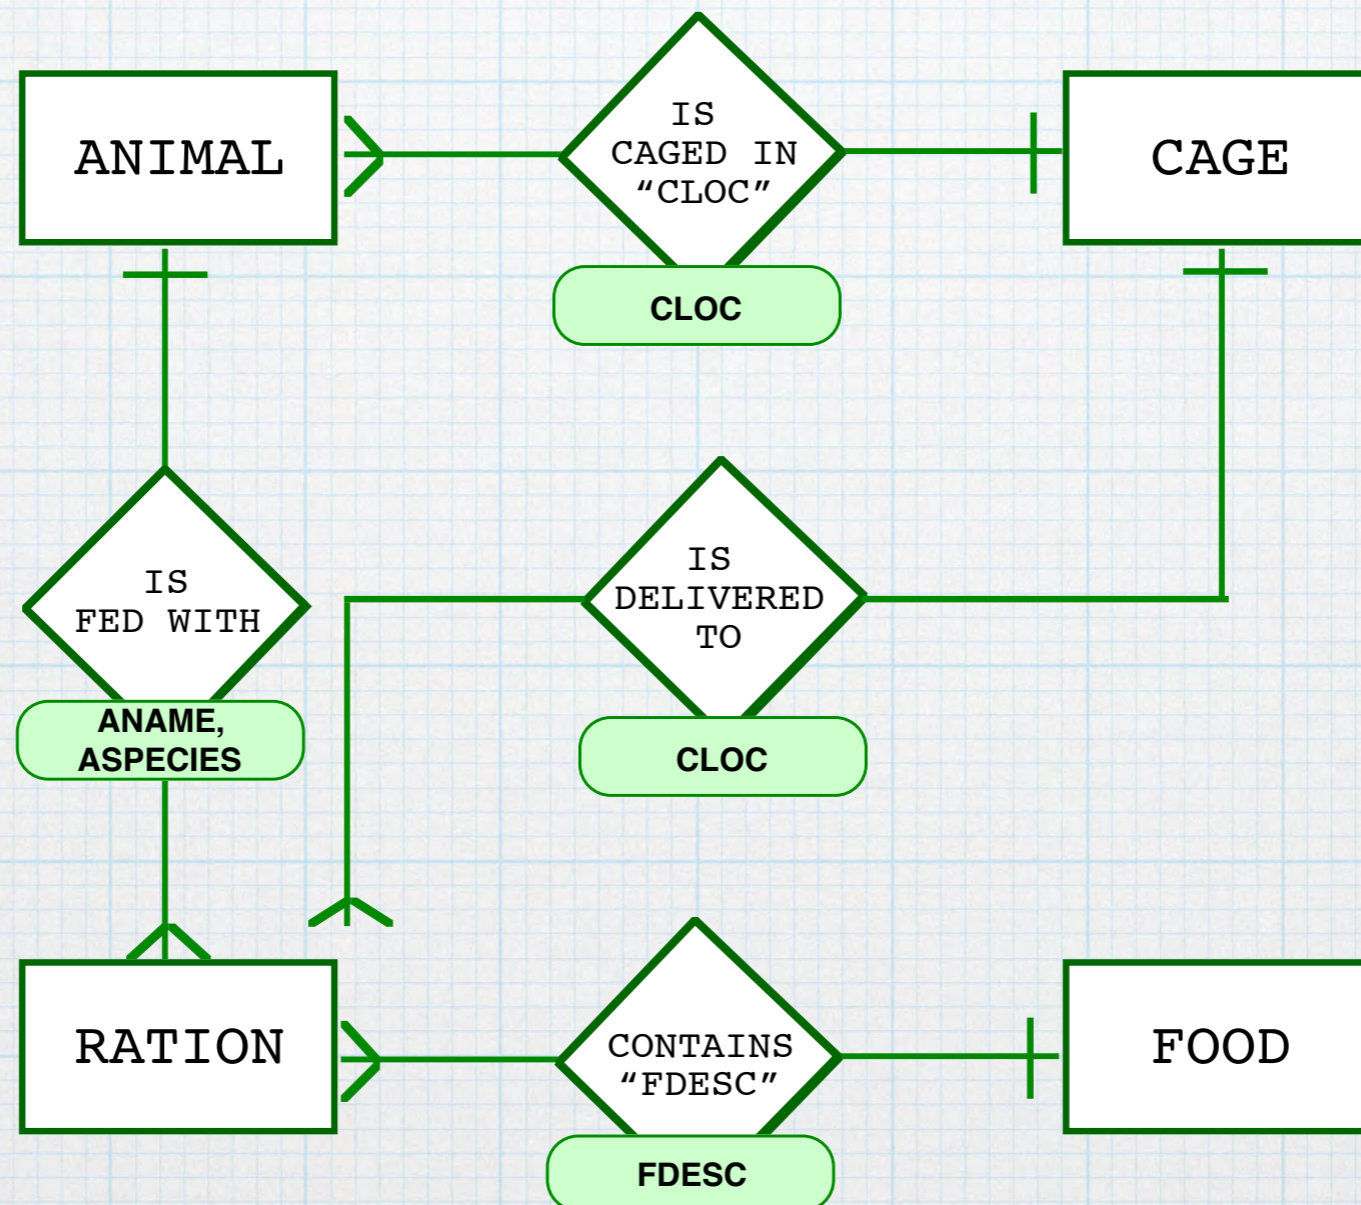 ANIMAL
IS
CAGED IN
“CLOC”
CAGE
CLOC
IS
FED WITH
IS
DELIVERED
TO
ANAME,
ASPECIES
CLOC
RATION
CONTAINS
“FDESC”
FOOD
FDESC